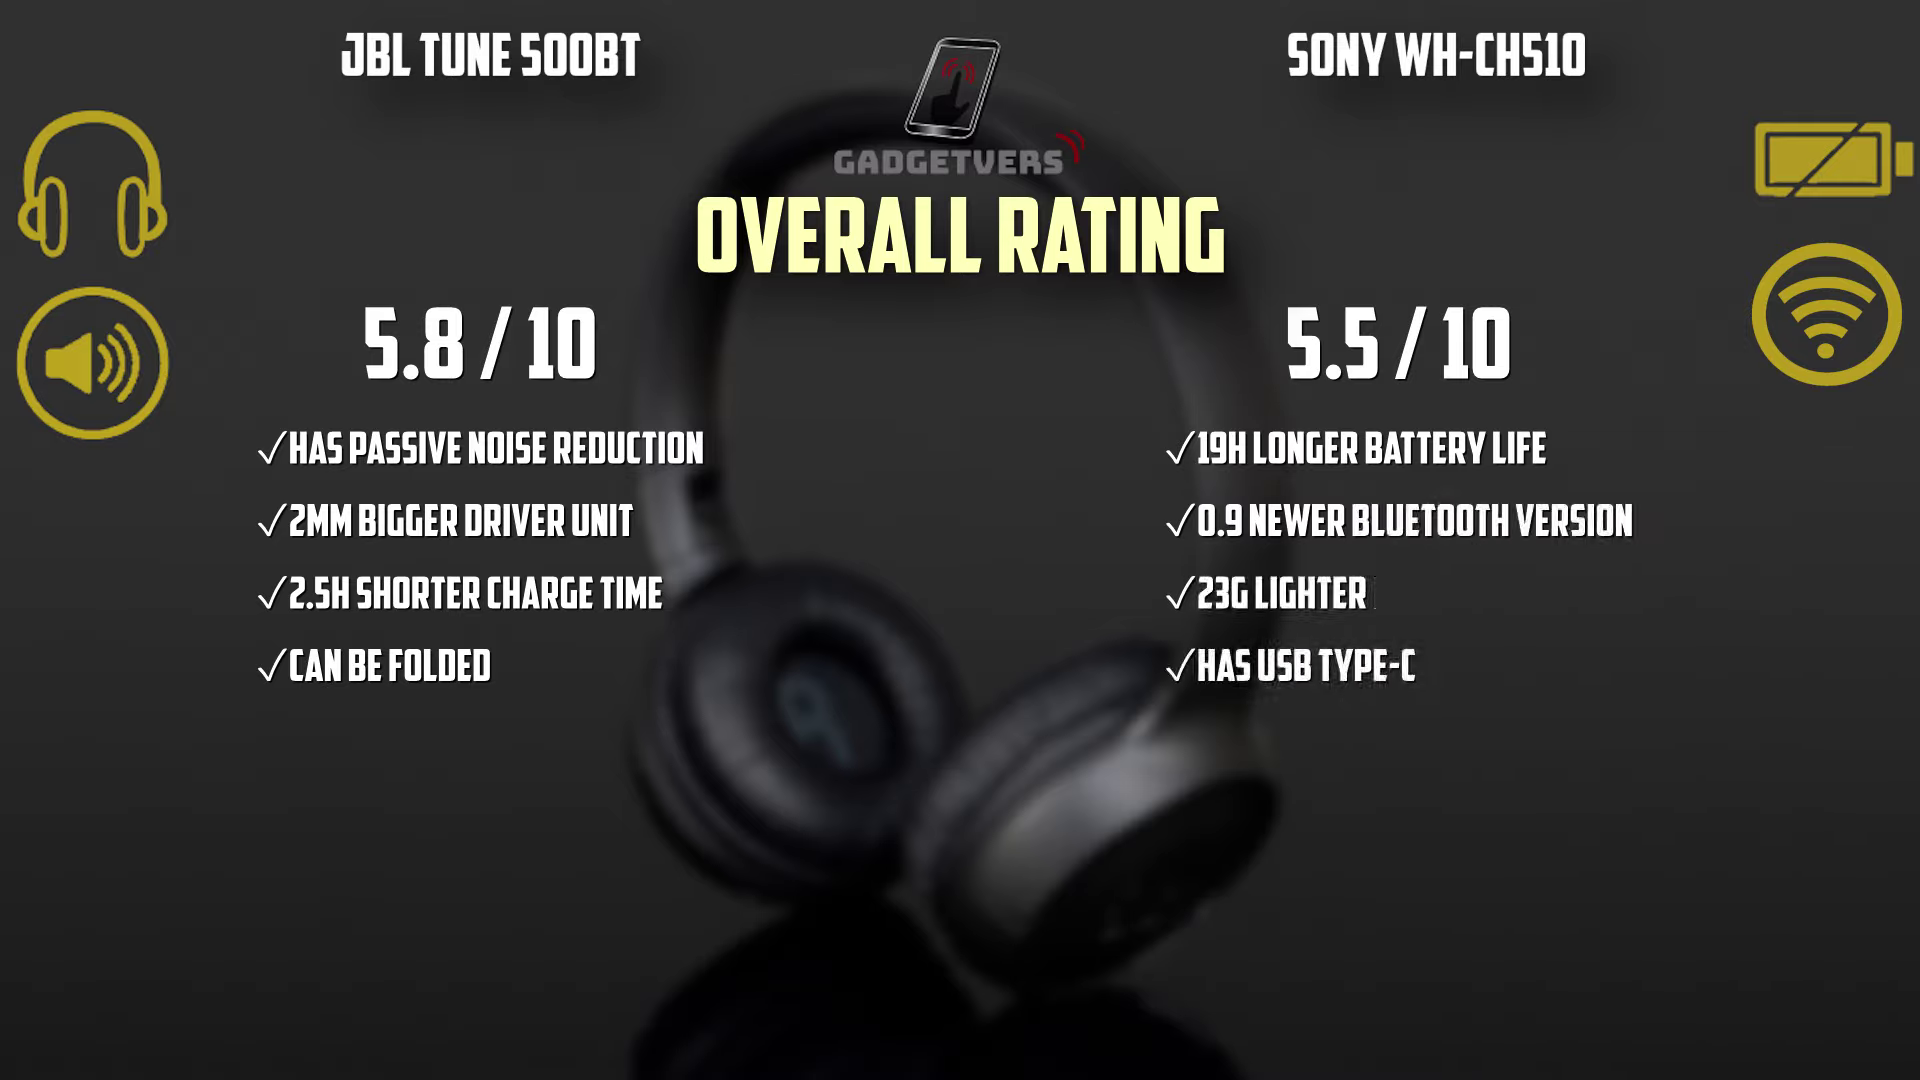 JBL TUNE 500BT
SONY WH-CH510
GADGETVERS
OVERALL RATING
5.8 / 10
5.5 / 10
✓HAS PASSIVE NOISE REDUCTION
✓2MM BIGGER DRIVER UNIT
✓2.5H SHORTER CHARGE TIME
✓CAN BE FOLDED
✓19H LONGER BATTERY LIFE
✓0.9 NEWER BLUETOOTH VERSION
✓23G LIGHTER
✓HAS USB TYPE-C